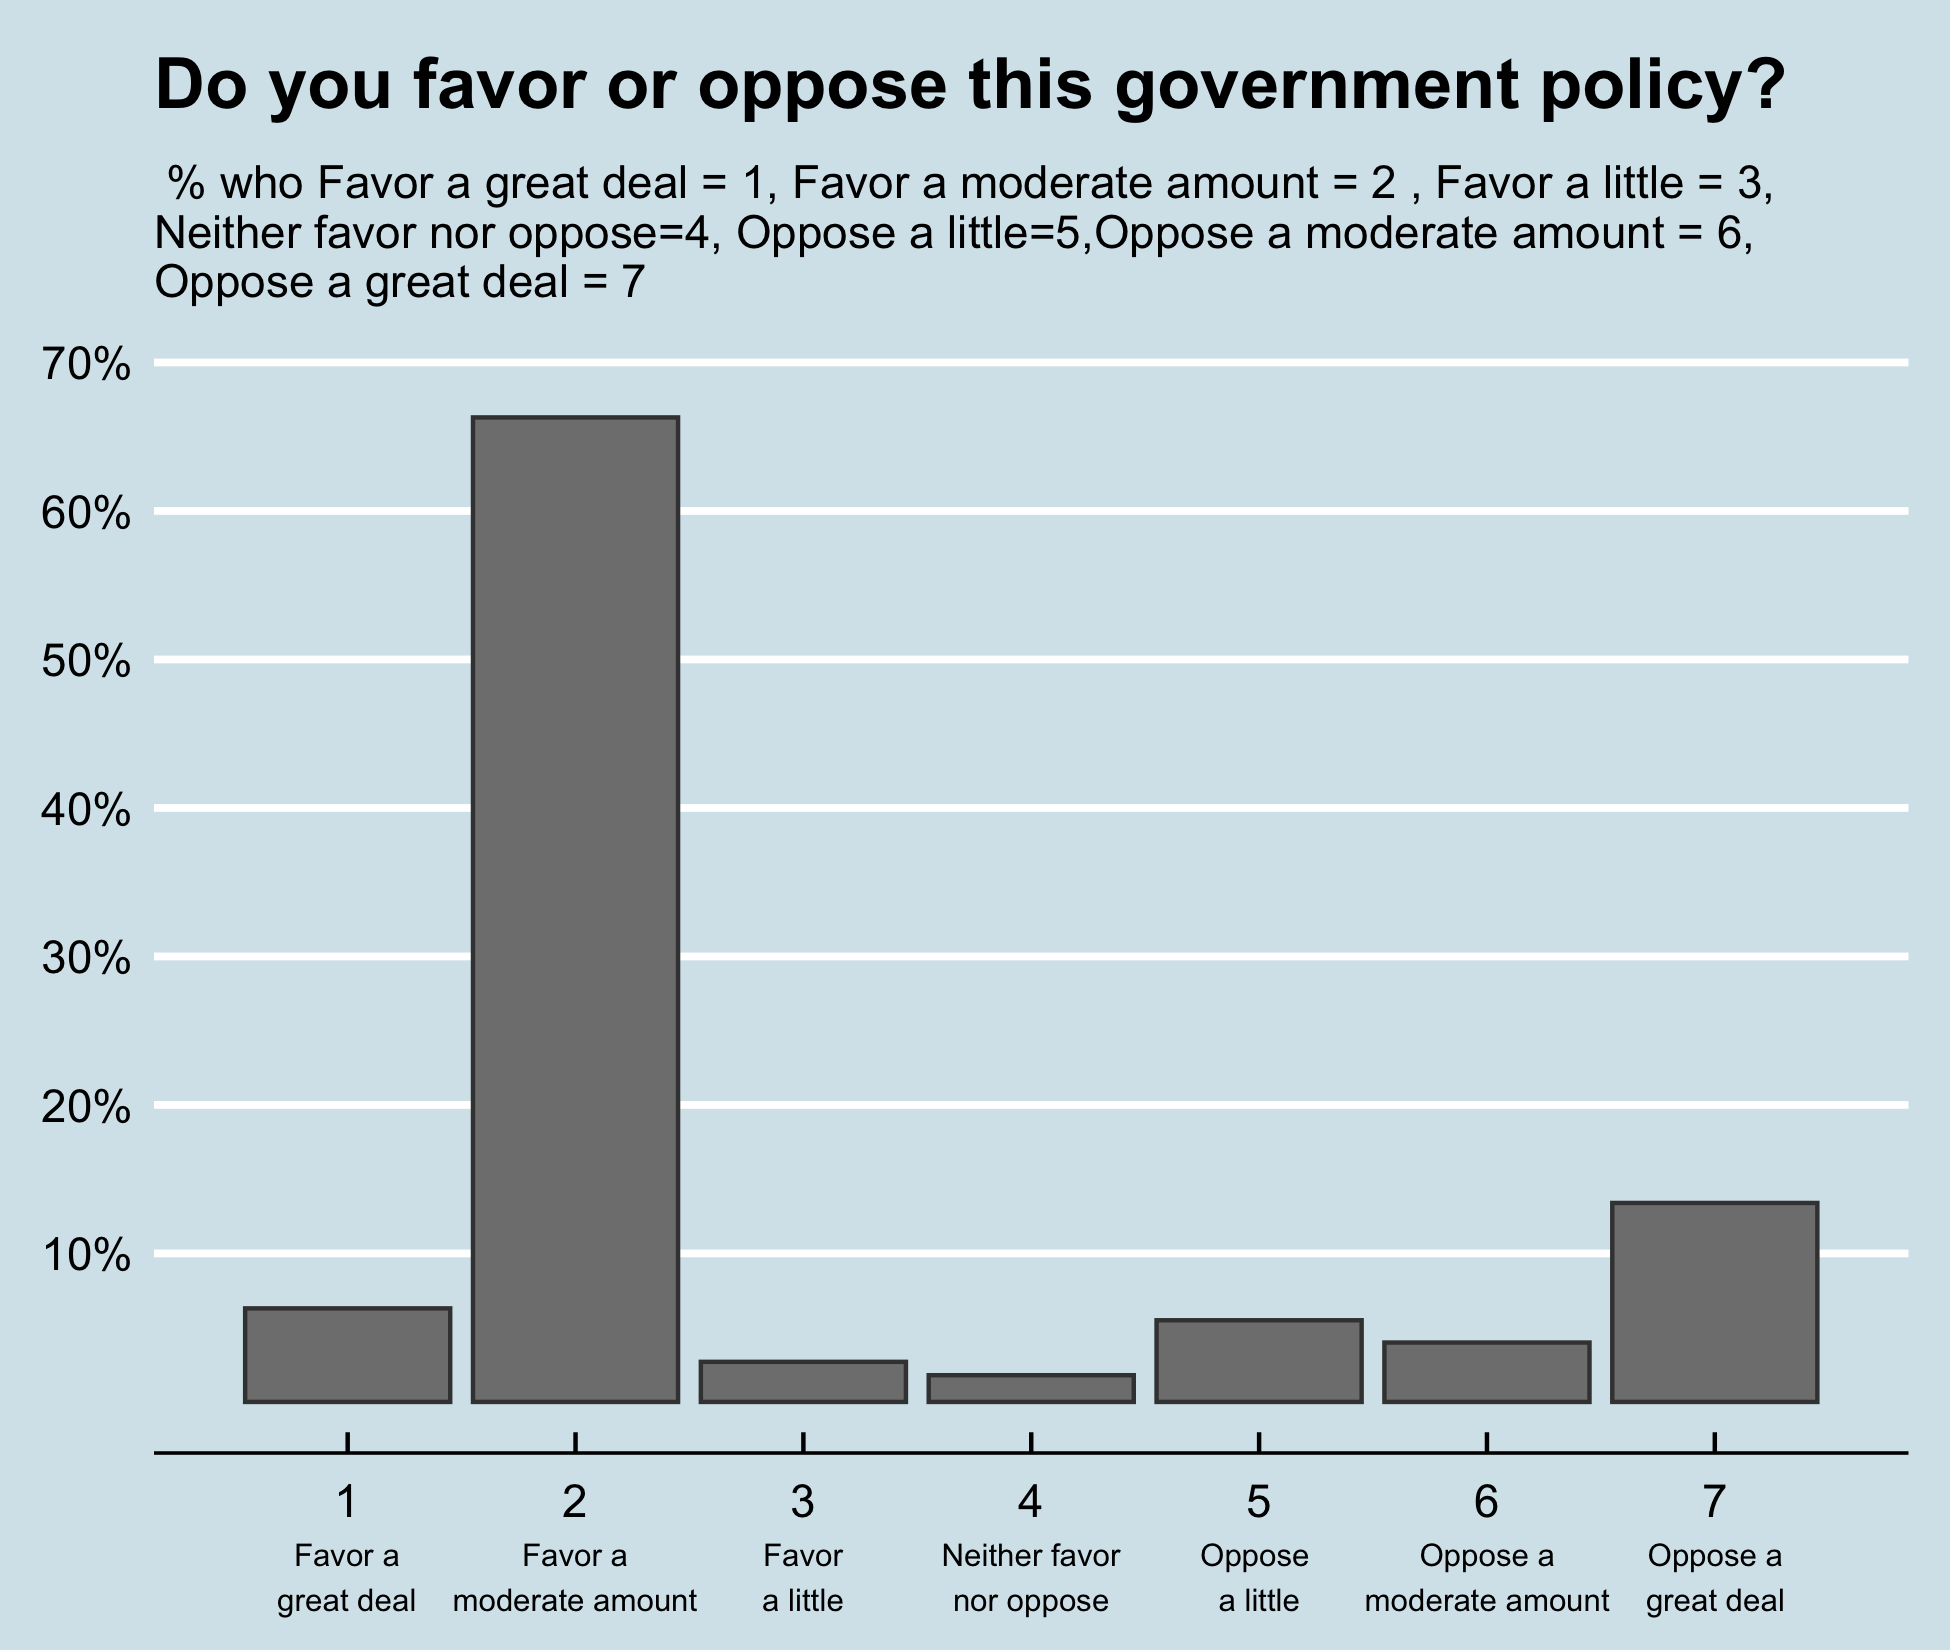 Do you favor or oppose this government policy?
% who Favor a great deal = 1, Favor a moderate amount = 2 , Favor a little = 3,
Neither favor nor oppose=4, Oppose a little=5,Oppose a moderate amount = 6,
Oppose a great deal = 7
70%
60%
50%
40%
30%
20%
10%
1 2 3 4 5 6 7
Favor a Favor a Favor Neither favor Oppose Oppose a Oppose a
great deal moderate amount a little nor oppose a little moderate amount great deal